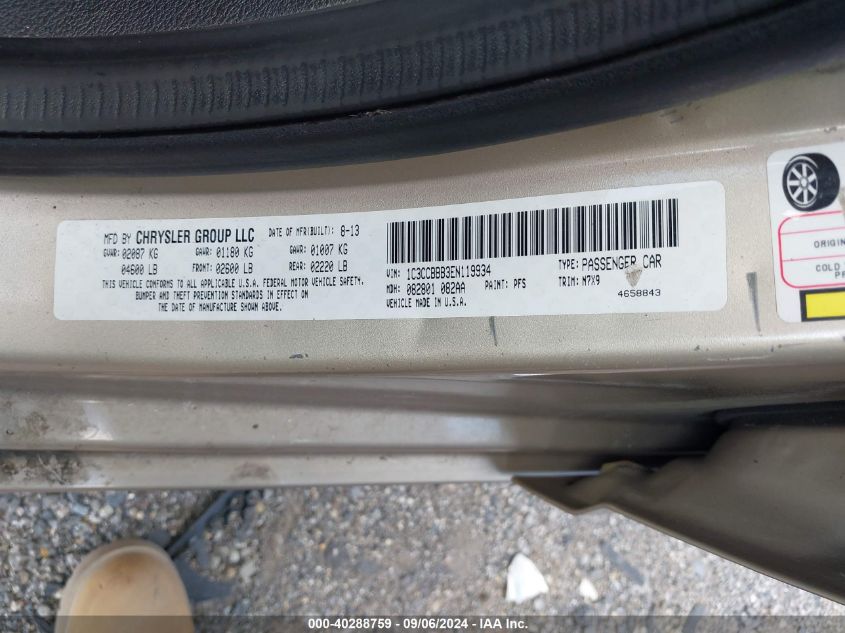 MFD BY CHRYSLER GROUP LLC DATE OF MFR(BUILT): 8-13
GVWR: 02087 KG GAWR: 01180 KG GAWR: 01007 KG
04600 LB FRONT: 02600 LB REAR: 02220 LB
THIS VEHICLE CONFORMS TO ALL APPLICABLE U.S.A. FEDERAL MOTOR VEHICLE SAFETY,
BUMPER AND THEFT PREVENTION STANDARDS IN EFFECT ON
THE DATE OF MANUFACTURE SHOWN ABOVE.
VIN: 1C3CCBBB3EN119934 TYPE: PASSENGER CAR
MDH: 082801 082AA PAINT: PFS TRIM: N7X9
VEHICLE MADE IN U.S.A. 4658843
ORIGIN
COLD
PR
000-40288759 - 09/06/2024 - IAA Inc.